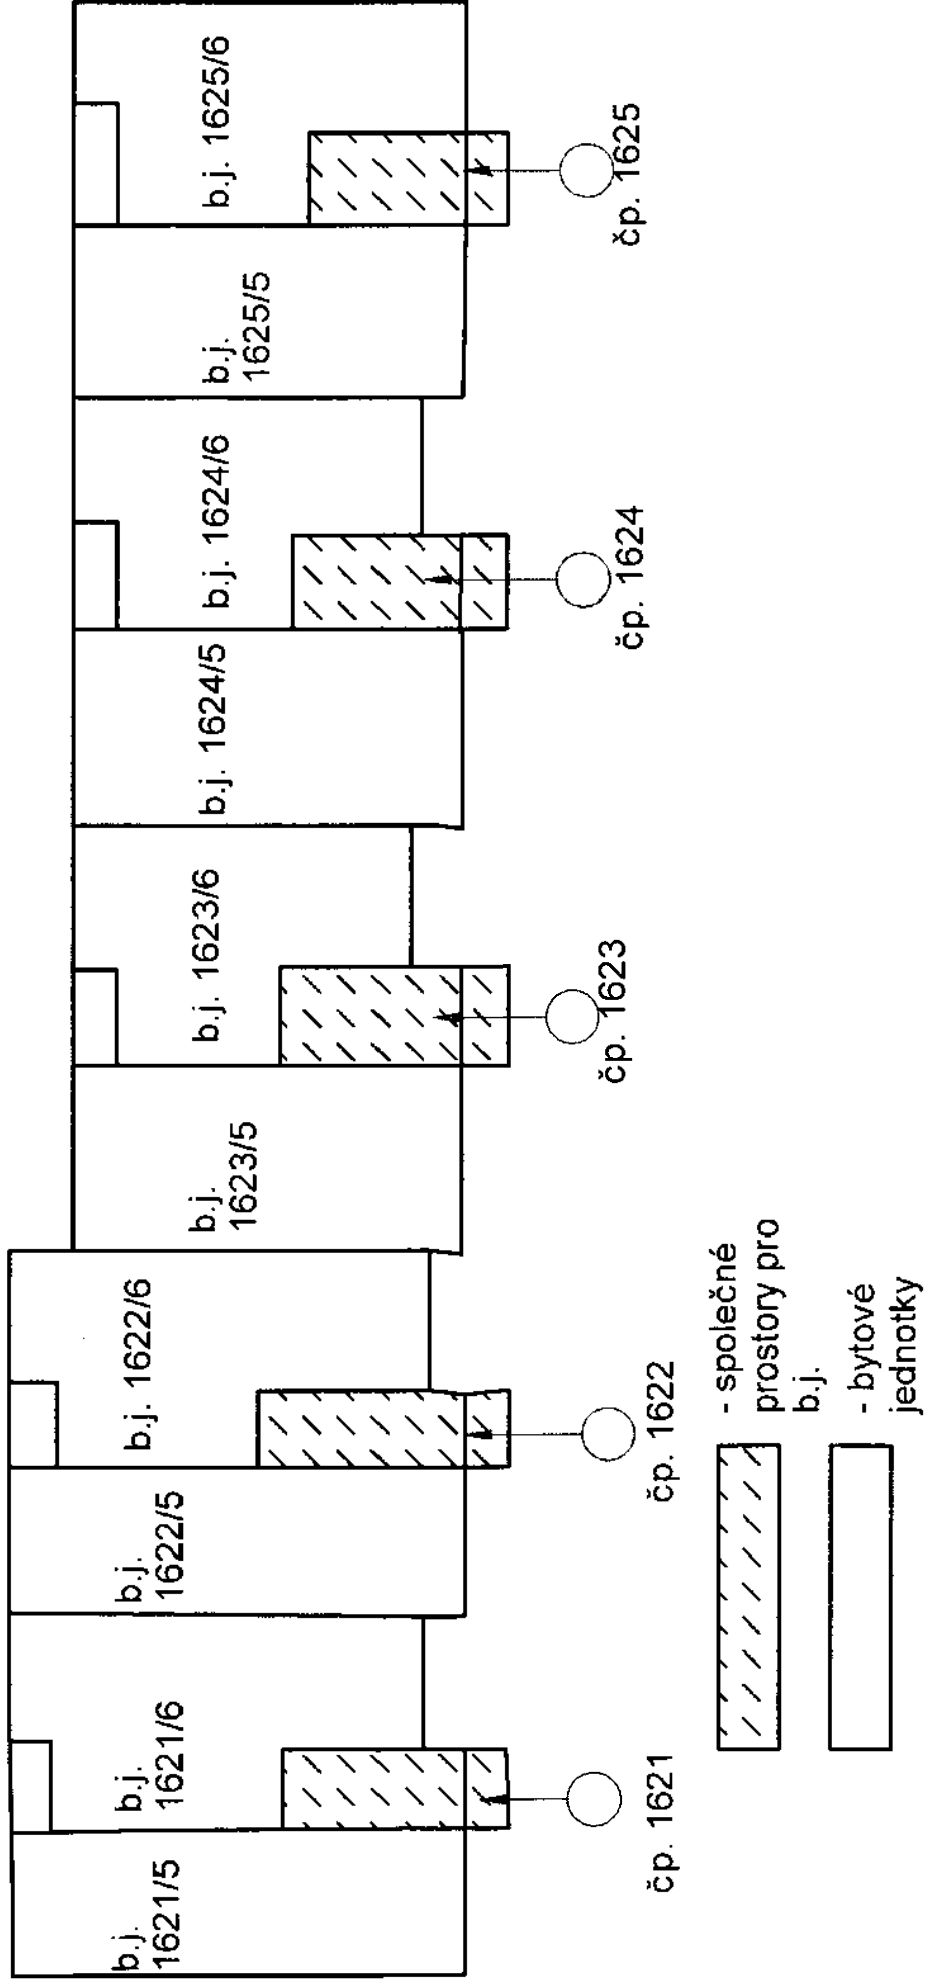 b.j.
1621/5
b.j.
1621/6
b.j.
1622/5
b.j. 1622/6
b.j.
1623/5
b.j. 1623/6
b.j. 1624/5
b.j. 1624/6
b.j.
1625/5
b.j. 1625/6
čp. 1621
čp. 1622
čp. 1623
čp. 1624
čp. 1625
- společné
prostory pro
b.j.
- bytové
jednotky